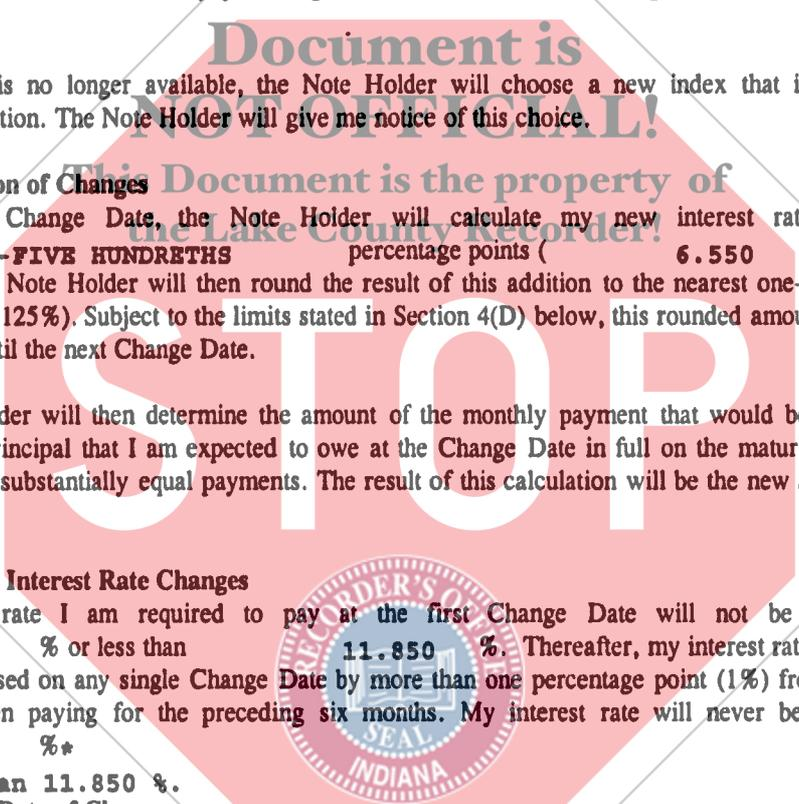 Document is
is no longer available, the Note Holder will choose a new index that i
NOT OFFICIAL!
tion. The Note Holder will give me notice of this choice.
This Document is the property of
on of Changes
Change Date, the Note Holder will calculate my new interest rat
the Lake County Recorder!
-FIVE HUNDRETHS percentage points ( 6.550
Note Holder will then round the result of this addition to the nearest one-
125%). Subject to the limits stated in Section 4(D) below, this rounded amou
til the next Change Date.
STOP
der will then determine the amount of the monthly payment that would be
rincipal that I am expected to owe at the Change Date in full on the matur
substantially equal payments. The result of this calculation will be the new
Interest Rate Changes
rate I am required to pay at the first Change Date will not be
% or less than 11.850 %. Thereafter, my interest rat
sed on any single Change Date by more than one percentage point (1%) fr
n paying for the preceding six months. My interest rate will never be
%*
an 11.850 %.
RECORDER'S OFFICE
SEAL
INDIANA